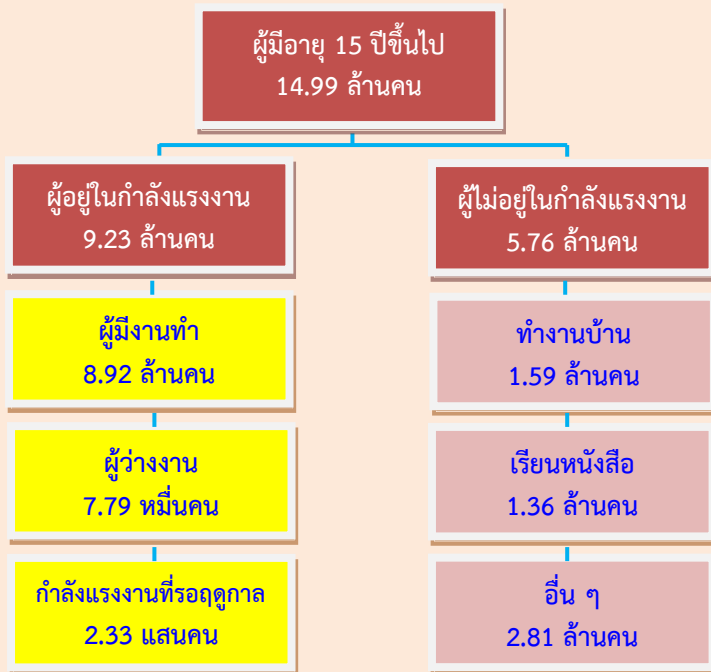 ผู้มีอายุ 15 ปีขึ้นไป
14.99 ล้านคน
ผู้อยู่ในกำลังแรงงาน
9.23 ล้านคน
ผู้ไม่อยู่ในกำลังแรงงาน
5.76 ล้านคน
ผู้มีงานทำ
8.92 ล้านคน
ทำงานบ้าน
1.59 ล้านคน
ผู้ว่างงาน
7.79 หมื่นคน
เรียนหนังสือ
1.36 ล้านคน
กำลังแรงงานที่รอฤดูกาล
2.33 แสนคน
อื่น ๆ
2.81 ล้านคน